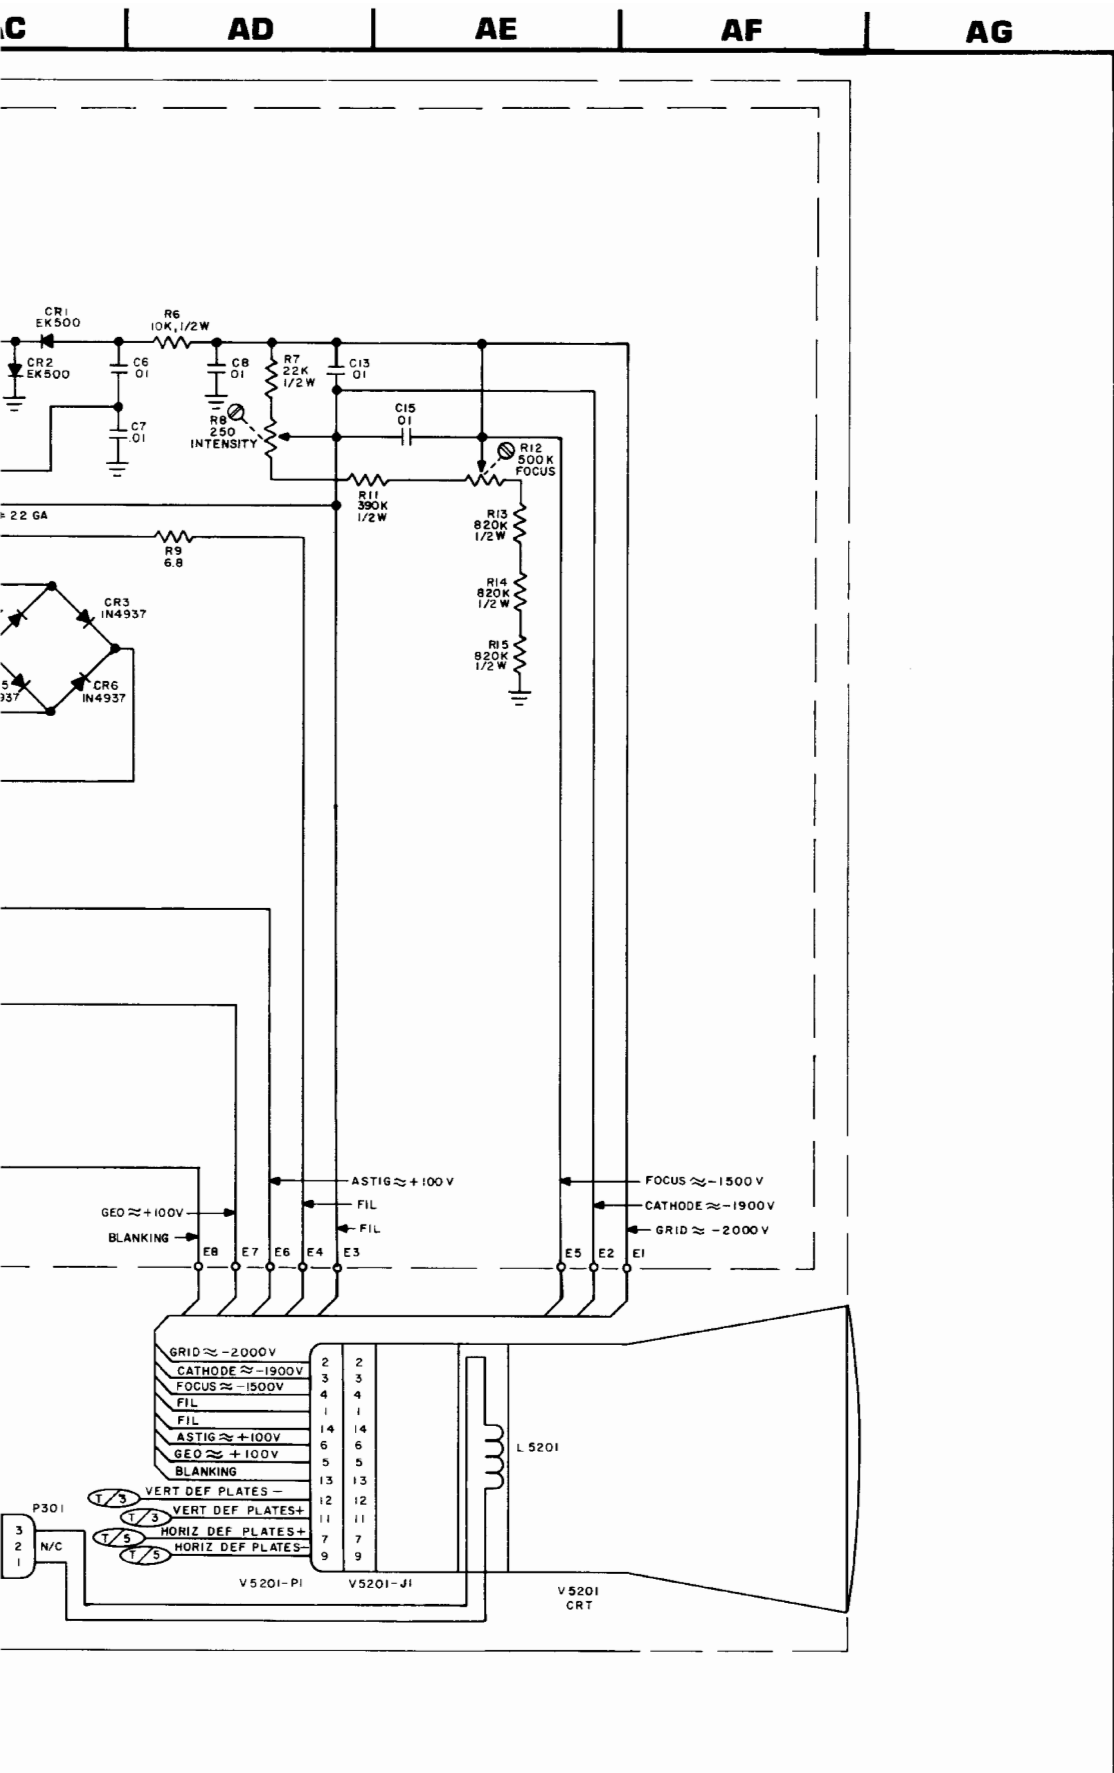 AC
AD
AE
AF
AG
CR1
EK500
R6
10K, 1/2W
CR2
EK500
C6
.01
C8
.01
R7
22K
1/2W
C13
.01
R8
250
INTENSITY
C15
.01
C7
.01
R12
500K
FOCUS
R11
390K
1/2W
22 GA
R9
6.8
R13
820K
1/2W
R14
820K
1/2W
R15
820K
1/2W
CR3
IN4937
5
937
CR6
IN4937
ASTIG ≈ +100V
FIL
FIL
GEO ≈ +100V
BLANKING
FOCUS ≈ -1500V
CATHODE ≈ -1900V
GRID ≈ -2000V
E8
E7
E6
E4
E3
E5
E2
E1
GRID ≈ -2000V 2 2
CATHODE ≈ -1900V 3 3
FOCUS ≈ -1500V 4 4
FIL 1 1
FIL 14 14
ASTIG ≈ +100V 6 6
GEO ≈ +100V 5 5
BLANKING 13 13
T/3 VERT DEF PLATES - 12 12
T/3 VERT DEF PLATES+ 11 11
T/5 HORIZ DEF PLATES+ 7 7
T/5 HORIZ DEF PLATES- 9 9
L5201
P301
3
2 N/C
1
V5201-P1
V5201-J1
V5201
CRT